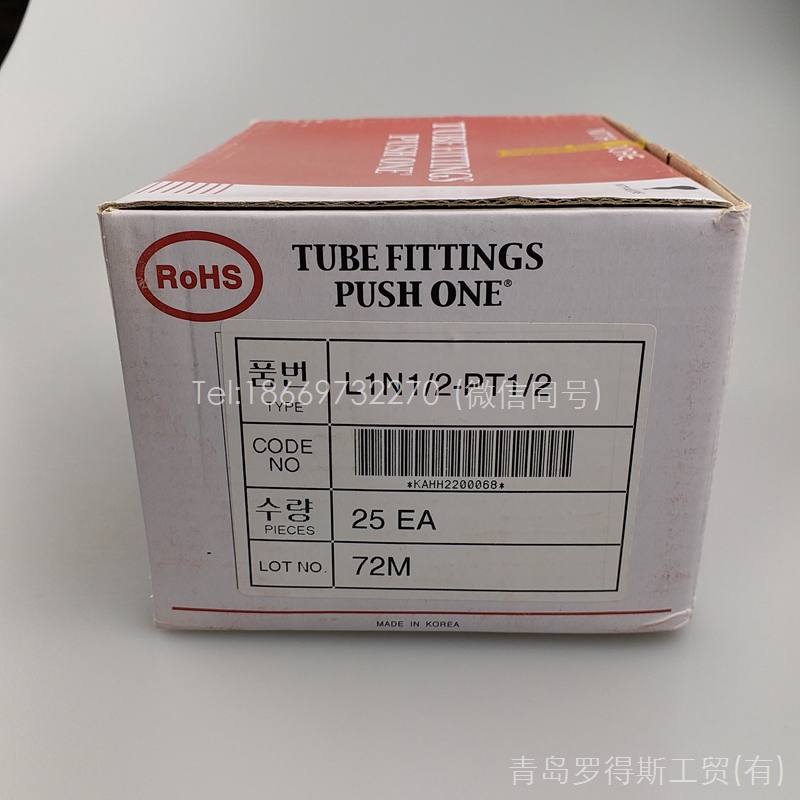 TUBE FITTINGS
PUSH ONE
RoHS
TUBE FITTINGS
PUSH ONE®
품번
TYPE
L1N1/2-PT1/2
Tel:18669732270 (微信同号)
CODE
NO
*KAHH2200068*
수량
PIECES
25 EA
LOT NO.
72M
MADE IN KOREA
青岛罗得斯工贸(有)